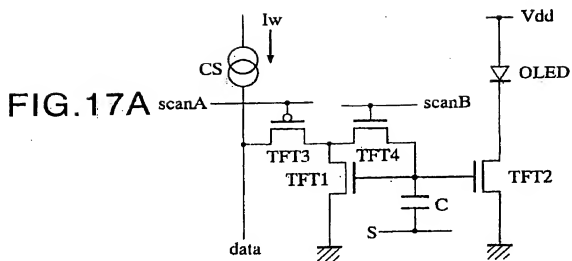 Iw
Vdd
CS
OLED
FIG.17A
scanA
scanB
TFT3
TFT4
TFT1
TFT2
C
S
data